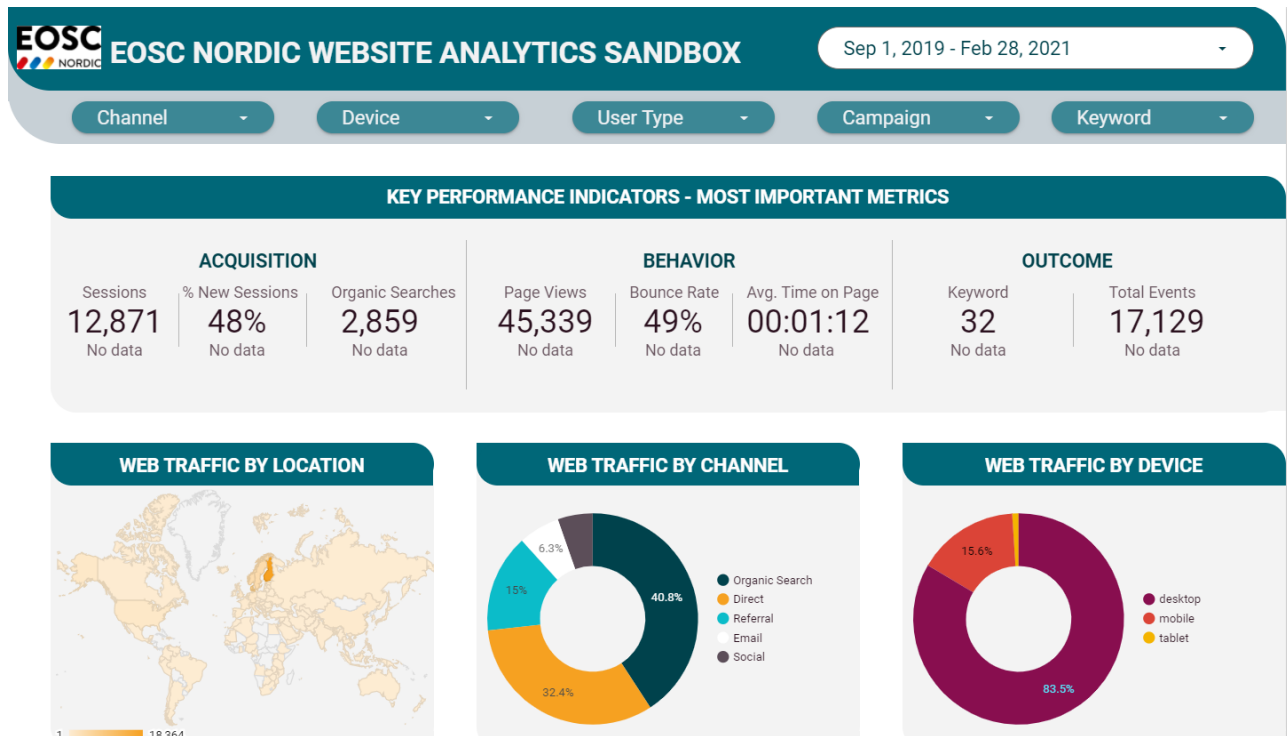 EOSC
NORDIC
EOSC NORDIC WEBSITE ANALYTICS SANDBOX
Sep 1, 2019 - Feb 28, 2021
Channel
Device
User Type
Campaign
Keyword
KEY PERFORMANCE INDICATORS - MOST IMPORTANT METRICS
ACQUISITION
Sessions
12,871
No data
% New Sessions
48%
No data
Organic Searches
2,859
No data
BEHAVIOR
Page Views
45,339
No data
Bounce Rate
49%
No data
Avg. Time on Page
00:01:12
No data
OUTCOME
Keyword
32
No data
Total Events
17,129
No data
WEB TRAFFIC BY LOCATION
1
18,364
WEB TRAFFIC BY CHANNEL
6.3%
15%
40.8%
32.4%
Organic Search
Direct
Referral
Email
Social
WEB TRAFFIC BY DEVICE
15.6%
83.5%
desktop
mobile
tablet